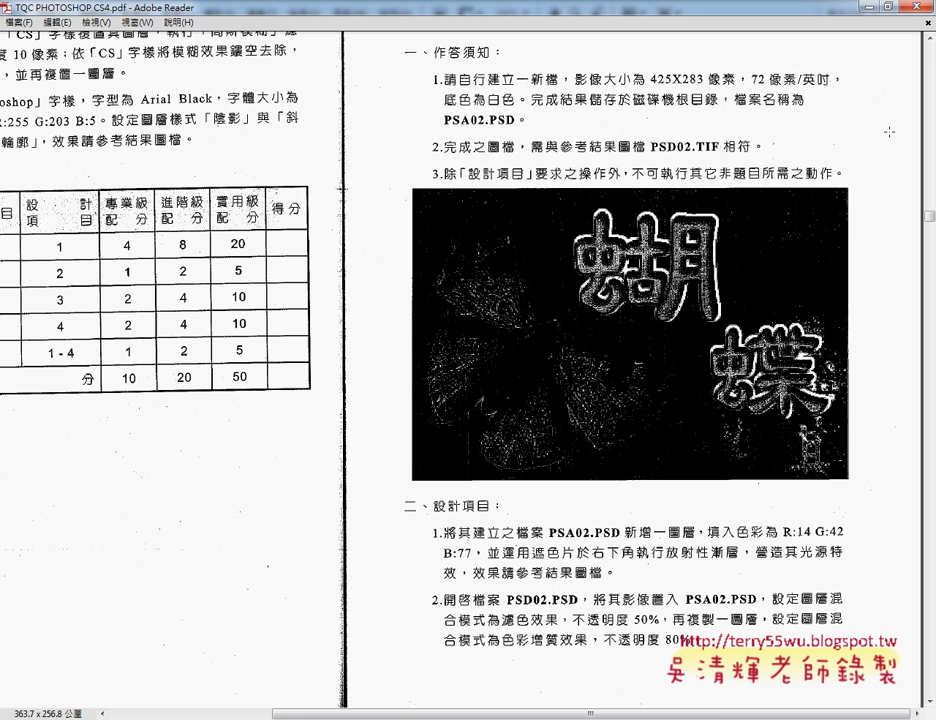 TQC PHOTOSHOP CS4.pdf - Adobe Reader
檔案(F) 編輯(E) 檢視(V) 視窗(W) 說明(H)
度 10 像素；依「CS」字樣將模糊效果鏤空去除，
，並再複置一圖層。
oshop」字樣，字型為 Arial Black，字體大小為
R:255 G:203 B:5。設定圖層樣式「陰影」與「斜
輪廓」，效果請參考結果圖檔。
目 設計項目 專業級配分 進階級配分 實用級配分 得分
1 4 8 20
2 1 2 5
3 2 4 10
4 2 4 10
1 - 4 1 2 5
分 10 20 50
一、作答須知：
1.請自行建立一新檔，影像大小為 425X283 像素，72 像素/英吋，
底色為白色。完成結果儲存於磁碟機根目錄，檔案名稱為
PSA02.PSD。
2.完成之圖檔，需與參考結果圖檔 PSD02.TIF 相符。
3.除「設計項目」要求之操作外，不可執行其它非題目所需之動作。
蝴
蝶
二、設計項目：
1.將其建立之檔案 PSA02.PSD 新增一圖層，填入色彩為 R:14 G:42
B:77，並運用遮色片於右下角執行放射性漸層，營造其光源特
效，效果請參考結果圖檔。
2.開啓檔案 PSD02.PSD，將其影像置入 PSA02.PSD，設定圖層混
合模式為濾色效果，不透明度 50%，再複製一圖層，設定圖層混
合模式為色彩增質效果，不透明度 80%
http://terry55wu.blogspot.tw
吳清輝老師錄製
363.7 x 256.8 公釐